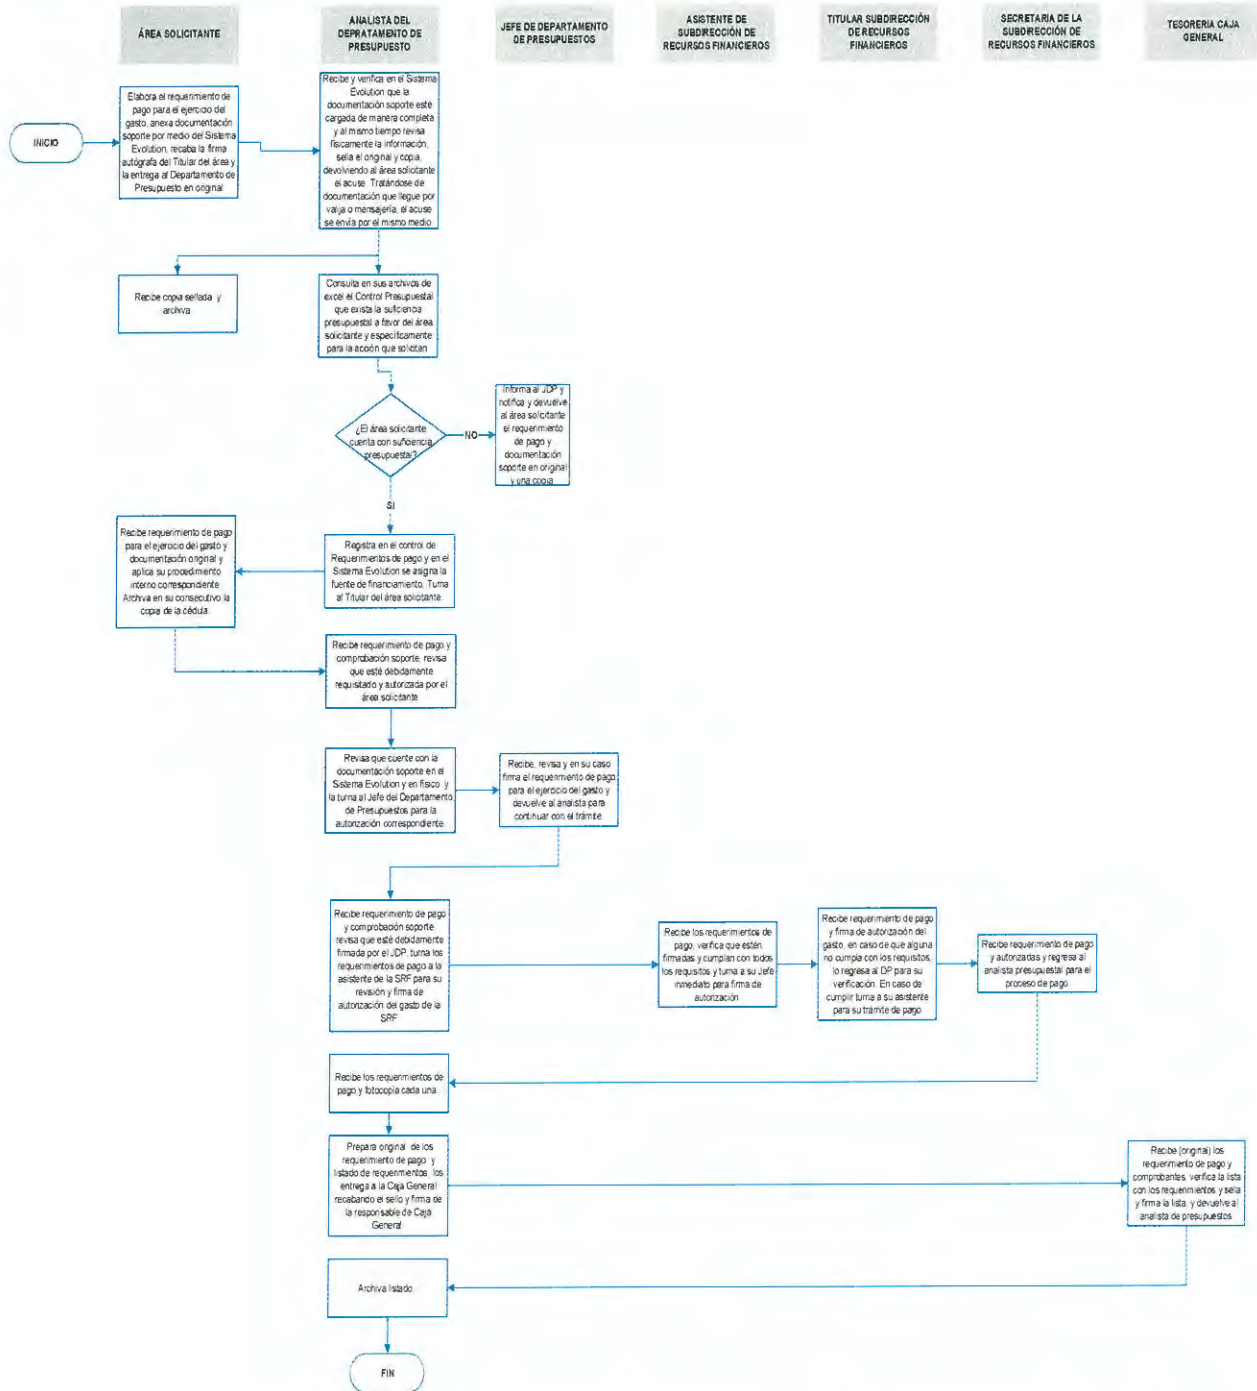 ÁREA SOLICITANTE
ANALISTA DEL
DEPRATAMENTO DE
PRESUPUESTO
JEFE DE DEPARTAMENTO
DE PRESUPUESTOS
ASISTENTE DE
SUBDIRECCIÓN DE
RECURSOS FINANCIEROS
TITULAR SUBDIRECCIÓN
DE RECURSOS
FINANCIEROS
SECRETARIA DE LA
SUBDIRECCIÓN DE
RECURSOS FINANCIEROS
TESORERIA CAJA
GENERAL
INICIO
Elabora el requerimiento de
pago para el ejercicio del
gasto, anexa documentación
soporte por medio del Sistema
Evolution, recaba la firma
autógrafa del Titular del área y
la entrega al Departamento de
Presupuesto en original
Recibe y verifica en el Sistema
Evolution que la
documentación soporte esté
cargada de manera completa
y al mismo tiempo revisa
físicamente la información,
sella el original y copia,
devolviendo al área solicitante
el acuse. Tratándose de
documentación que llegue por
valija o mensajería, el acuse
se envía por el mismo medio
Recibe copia sellada y
archiva
Consulta en sus archivos de
excel el Control Presupuestal
que exista la suficiencia
presupuestal a favor del área
solicitante y específicamente
para la acción que solicitan
¿El área solicitante
cuenta con suficiencia
presupuestal?
NO
Informa al JDP y
notifica y devuelve
al área solicitante
el requerimiento
de pago y
documentación
soporte en original
y una copia
SI
Recibe requerimiento de pago
para el ejercicio del gasto y
documentación original y
aplica su procedimiento
interno correspondiente
Archiva en su consecutivo la
copia de la cédula
Registra en el control de
Requerimientos de pago y en el
Sistema Evolution se asigna la
fuente de financiamiento. Turna
al Titular del área solicitante
Recibe requerimiento de pago y
comprobación soporte, revisa
que esté debidamente
requisitado y autorizada por el
área solicitante
Revisa que cuente con la
documentación soporte en el
Sistema Evolution y en físico y
la turna al Jefe del Departamento
de Presupuestos para la
autorización correspondiente
Recibe, revisa y en su caso
firma el requerimiento de pago
para el ejercicio del gasto y
devuelve al analista para
continuar con el trámite
Recibe requerimiento de pago
y comprobación soporte
revisa que esté debidamente
firmada por el JDP, turna los
requerimientos de pago a la
asistente de la SRF para su
revisión y firma de
autorización del gasto de la
SRF
Recibe los requerimientos de
pago, verifica que estén
firmadas y cumplan con todos
los requisitos y turna a su Jefe
inmediato para firma de
autorización
Recibe requerimiento de pago
y firma de autorización del
gasto, en caso de que alguna
no cumpla con los requisitos,
lo regresa al DP para su
verificación. En caso de
cumplir turna a su asistente
para su trámite de pago
Recibe requerimiento de pago
y autorizadas y regresa al
analista presupuestal para el
proceso de pago
Recibe los requerimientos de
pago y fotocopia cada una
Prepara original de los
requerimiento de pago y
listado de requerimientos, los
entrega a la Caja General
recabando el sello y firma de
la responsable de Caja
General
Recibe (original) los
requerimiento de pago y
comprobantes, verifica la lista
con los requerimientos y sella
y firma la lista, y devuelve al
analista de presupuestos
Archiva listado
FIN